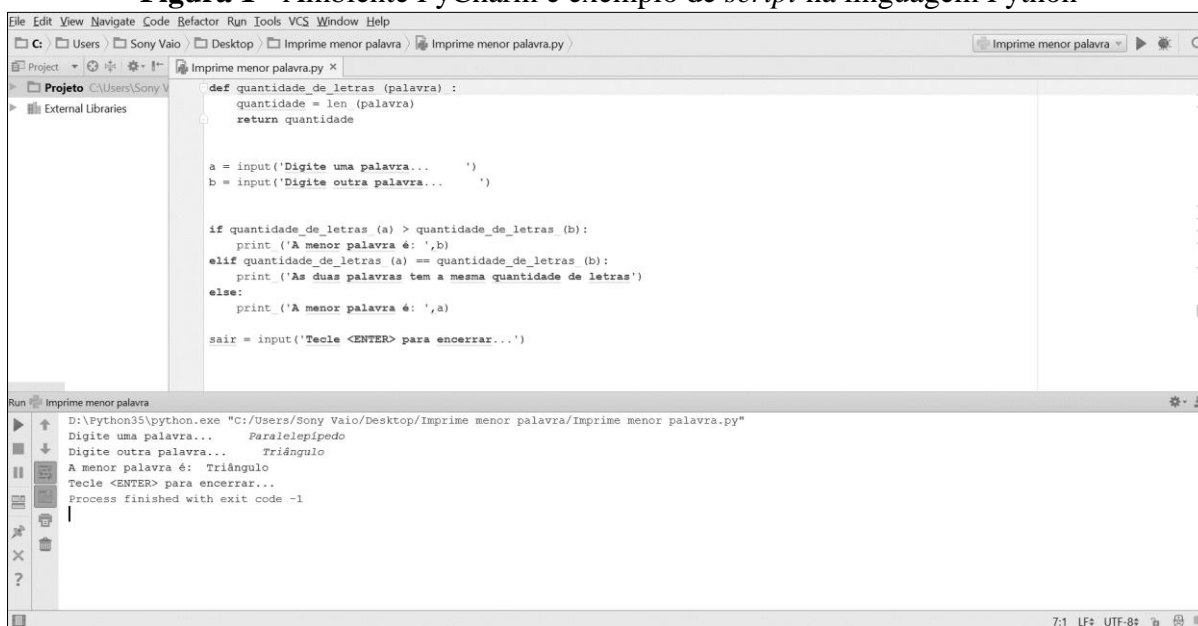 Figura 1 - Ambiente PyCharm e exemplo de script na linguagem Python
File Edit View Navigate Code Refactor Run Tools VCS Window Help
C: Users Sony Vaio Desktop Imprime menor palavra Imprime menor palavra.py Imprime menor palavra
Project Imprime menor palavra.py ×
Projeto C:\Users\Sony V
External Libraries
def quantidade_de_letras (palavra) :
    quantidade = len (palavra)
    return quantidade
a = input('Digite uma palavra...     ')
b = input('Digite outra palavra...     ')
if quantidade_de_letras (a) > quantidade_de_letras (b):
    print ('A menor palavra é: ',b)
elif quantidade_de_letras (a) == quantidade_de_letras (b):
    print ('As duas palavras tem a mesma quantidade de letras')
else:
    print ('A menor palavra é: ',a)
sair = input('Tecle <ENTER> para encerrar...')
Run Imprime menor palavra
D:\Python35\python.exe "C:/Users/Sony Vaio/Desktop/Imprime menor palavra/Imprime menor palavra.py"
Digite uma palavra...     Paralelepipedo
Digite outra palavra...     Triângulo
A menor palavra é:  Triângulo
Tecle <ENTER> para encerrar...
Process finished with exit code -1
7:1 LF UTF-8